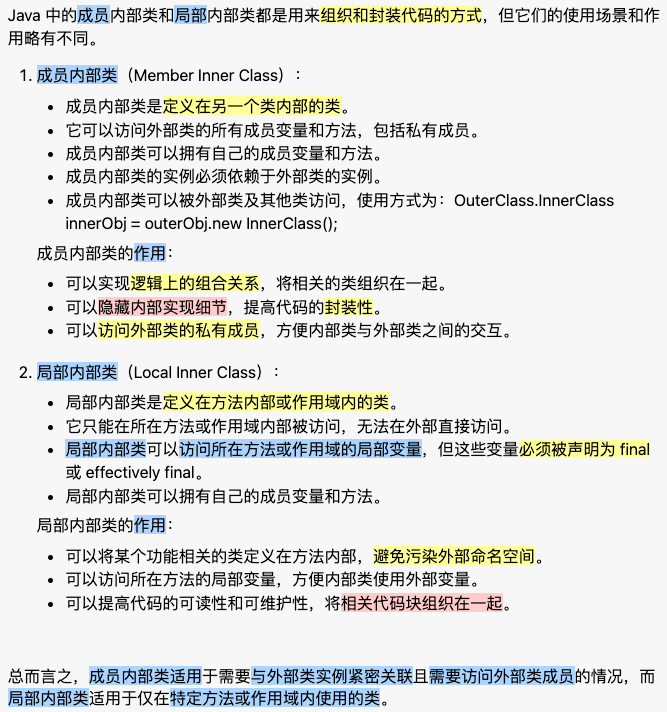 Java 中的成员内部类和局部内部类都是用来组织和封装代码的方式，但它们的使用场景和作
用略有不同。
1. 成员内部类（Member Inner Class）：
• 成员内部类是定义在另一个类内部的类。
• 它可以访问外部类的所有成员变量和方法，包括私有成员。
• 成员内部类可以拥有自己的成员变量和方法。
• 成员内部类的实例必须依赖于外部类的实例。
• 成员内部类可以被外部类及其他类访问，使用方式为：OuterClass.InnerClass
innerObj = outerObj.new InnerClass();
成员内部类的作用：
• 可以实现逻辑上的组合关系，将相关的类组织在一起。
• 可以隐藏内部实现细节，提高代码的封装性。
• 可以访问外部类的私有成员，方便内部类与外部类之间的交互。
2. 局部内部类（Local Inner Class）：
• 局部内部类是定义在方法内部或作用域内的类。
• 它只能在所在方法或作用域内部被访问，无法在外部直接访问。
• 局部内部类可以访问所在方法或作用域的局部变量，但这些变量必须被声明为 final
或 effectively final。
• 局部内部类可以拥有自己的成员变量和方法。
局部内部类的作用：
• 可以将某个功能相关的类定义在方法内部，避免污染外部命名空间。
• 可以访问所在方法的局部变量，方便内部类使用外部变量。
• 可以提高代码的可读性和可维护性，将相关代码块组织在一起。
总而言之，成员内部类适用于需要与外部类实例紧密关联且需要访问外部类成员的情况，而
局部内部类适用于仅在特定方法或作用域内使用的类。